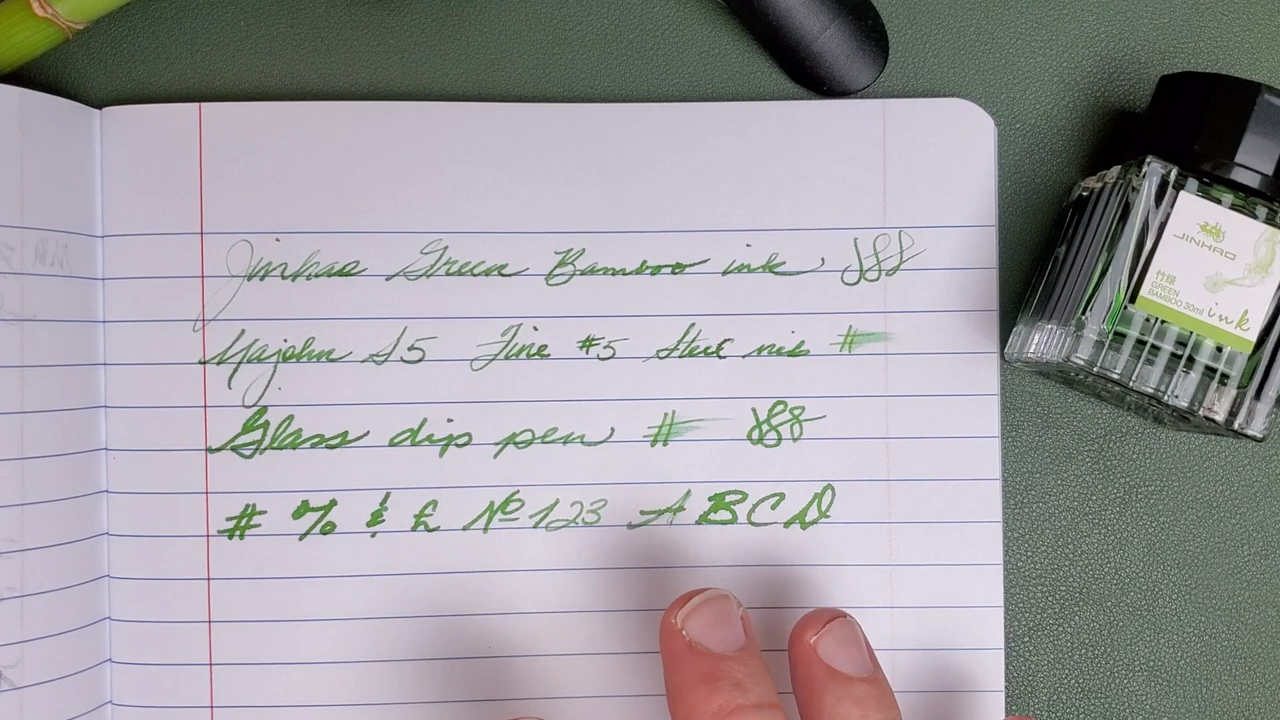 Jinhao Green Bamboo ink
Majohn S5 Fine #5 Steel nib #
Glass dip pen #
# % & £ № 123 A B C D
JINHAO
竹绿
GREEN
BAMBOO 30ml ink